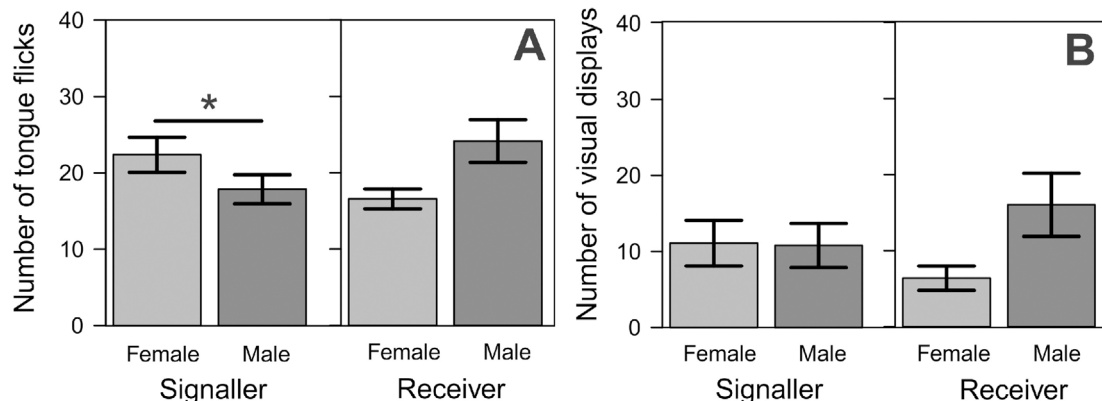 Number of tongue flicks
40
30
20
10
0
*
A
Female Male Female Male
Signaller Receiver
Number of visual displays
40
30
20
10
0
B
Female Male Female Male
Signaller Receiver